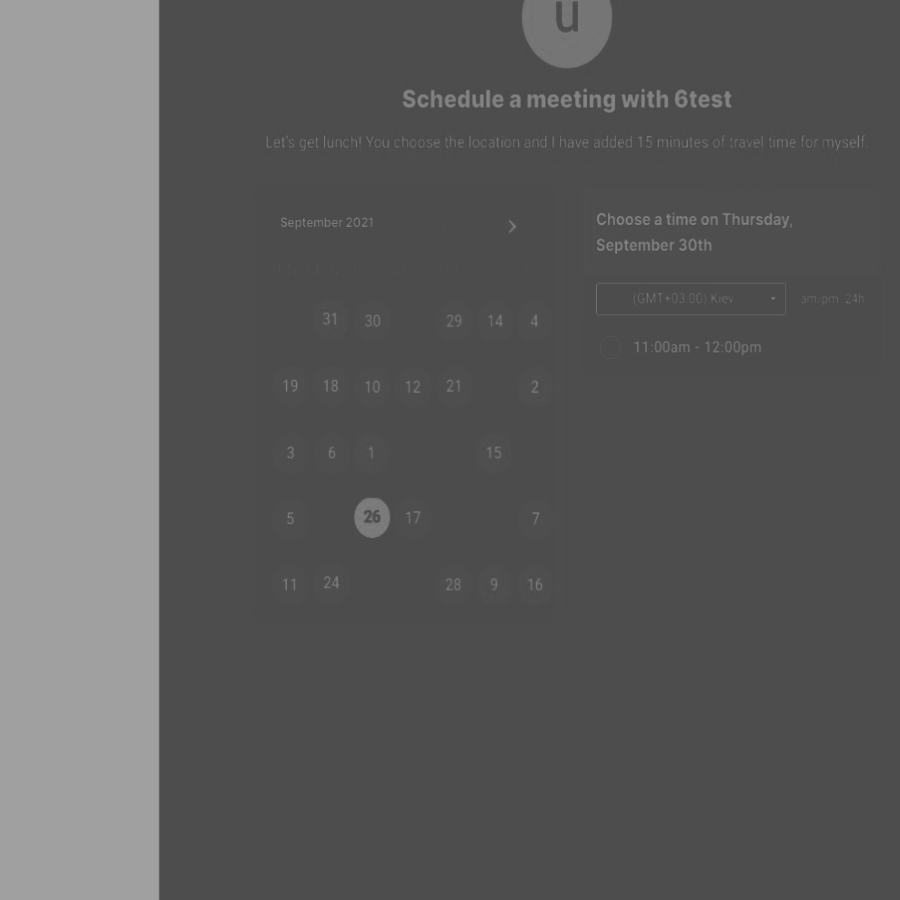 u
Schedule a meeting with 6test
Let's get lunch! You choose the location and I have added 15 minutes of travel time for myself.
September 2021
31 30 29 14 4
19 18 10 12 21 2
3 6 1 15
5 26 17 7
11 24 28 9 16
Choose a time on Thursday,
September 30th
(GMT+03:00) Kiev
am/pm 24h
11:00am - 12:00pm